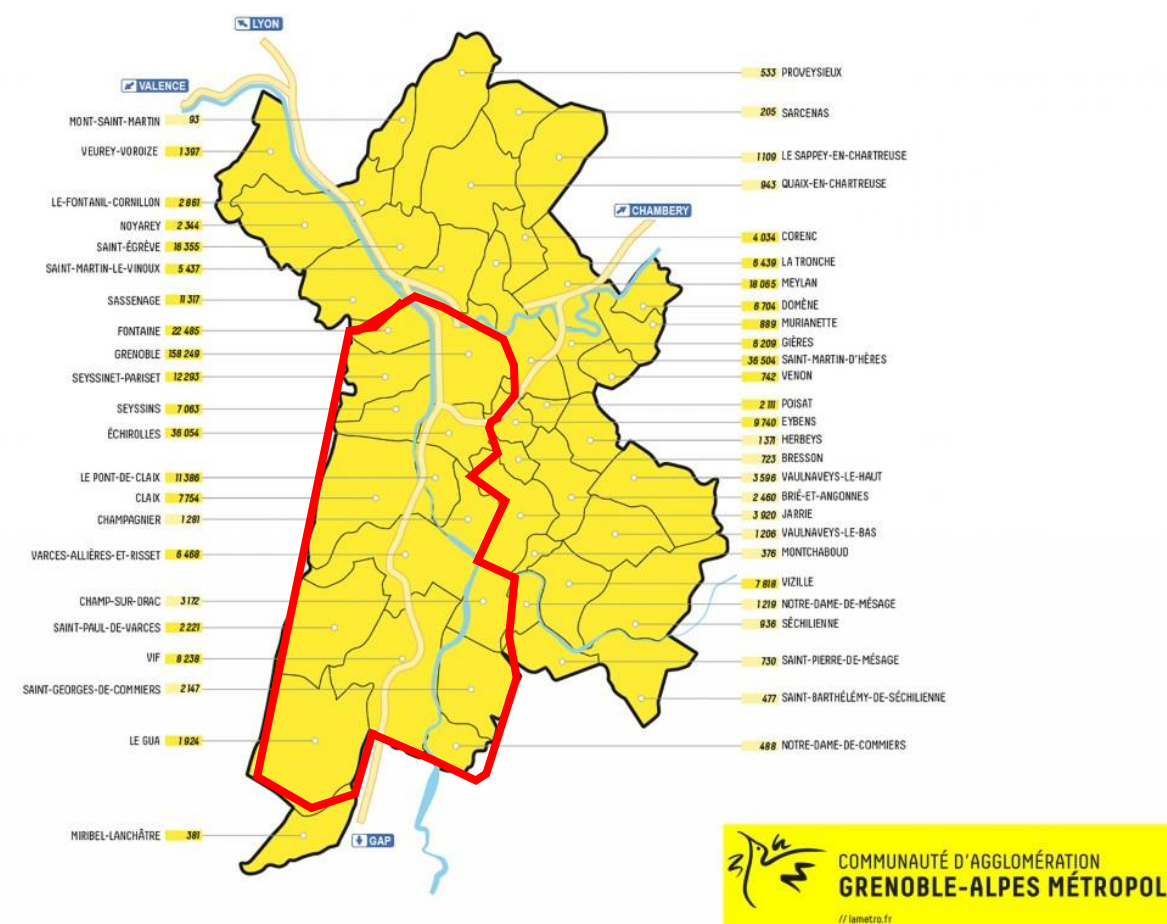 LYON
VALENCE
MONT-SAINT-MARTIN 93
VEUREY-VOROIZE 1 397
LE-FONTANIL-CORNILLON 2 861
NOYAREY 2 344
SAINT-ÉGRÈVE 16 355
SAINT-MARTIN-LE-VINOUX 5 437
SASSENAGE 11 317
FONTAINE 22 485
GRENOBLE 158 249
SEYSSINET-PARISET 12 293
SEYSSINS 7 063
ÉCHIROLLES 36 054
LE PONT-DE-CLAIX 11 386
CLAIX 7 754
CHAMPAGNIER 1 281
VARCES-ALLIÈRES-ET-RISSET 6 468
CHAMP-SUR-DRAC 3 172
SAINT-PAUL-DE-VARCES 2 221
VIF 8 238
SAINT-GEORGES-DE-COMMIERS 2 147
LE GUA 1 924
MIRIBEL-LANCHÂTRE 381
GAP
CHAMBERY
533 PROVEYSIEUX
205 SARCENAS
1 109 LE SAPPEY-EN-CHARTREUSE
943 QUAIX-EN-CHARTREUSE
4 034 CORENC
6 439 LA TRONCHE
18 065 MEYLAN
6 704 DOMÈNE
889 MURIANETTE
6 209 GIÈRES
36 504 SAINT-MARTIN-D'HÈRES
742 VENON
2 111 POISAT
9 740 EYBENS
1 371 HERBEYS
723 BRESSON
3 596 VAULNAVEYS-LE-HAUT
2 460 BRIÉ-ET-ANGONNES
3 920 JARRIE
1 206 VAULNAVEYS-LE-BAS
376 MONTCHABOUD
7 818 VIZILLE
1 219 NOTRE-DAME-DE-MÉSAGE
936 SÉCHILIENNE
730 SAINT-PIERRE-DE-MÉSAGE
477 SAINT-BARTHÉLÉMY-DE-SÉCHILIENNE
488 NOTRE-DAME-DE-COMMIERS
COMMUNAUTÉ D'AGGLOMÉRATION
GRENOBLE-ALPES MÉTROPOL
// lametro.fr